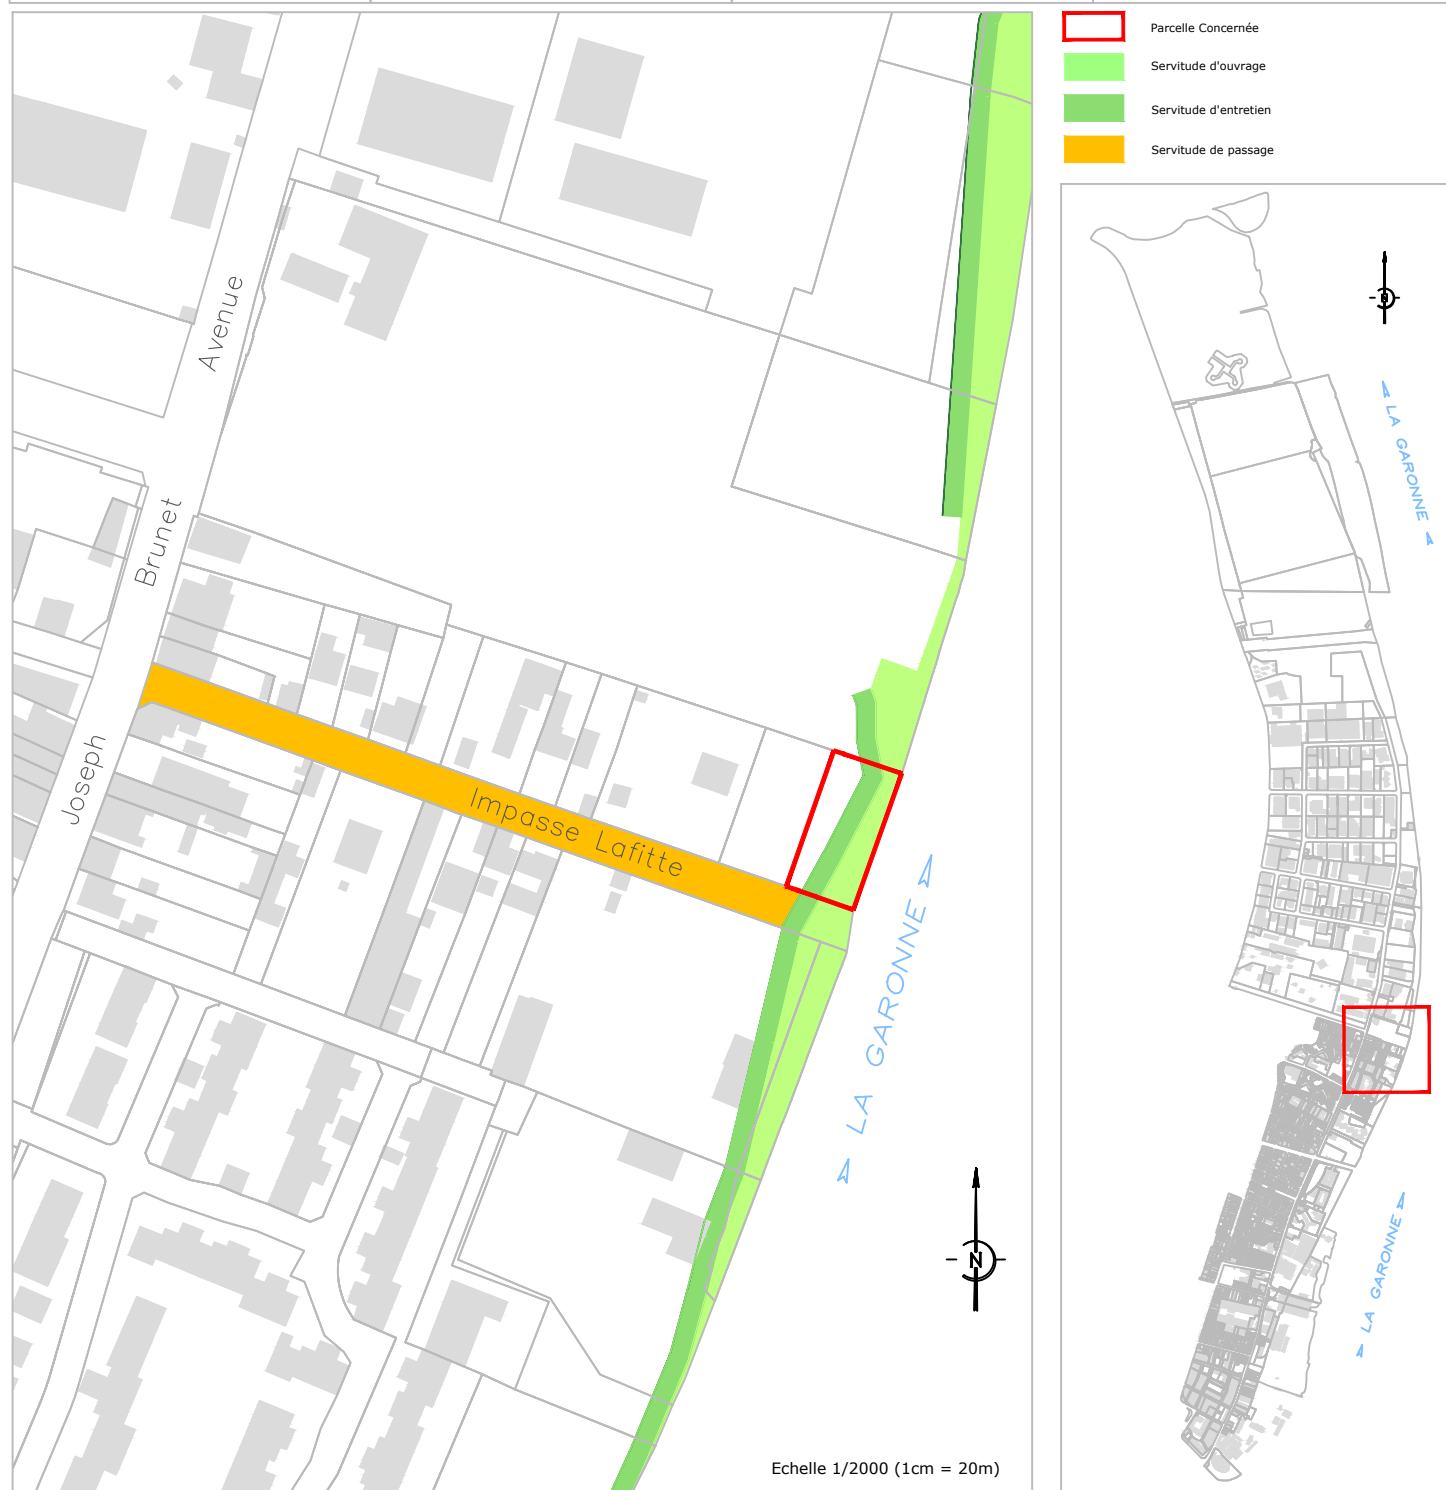 Parcelle Concernée
Servitude d'ouvrage
Servitude d'entretien
Servitude de passage
Avenue
Brunet
Joseph
Impasse Lafitte
LA GARONNE
N
Echelle 1/2000 (1cm = 20m)
N
LA GARONNE
LA GARONNE